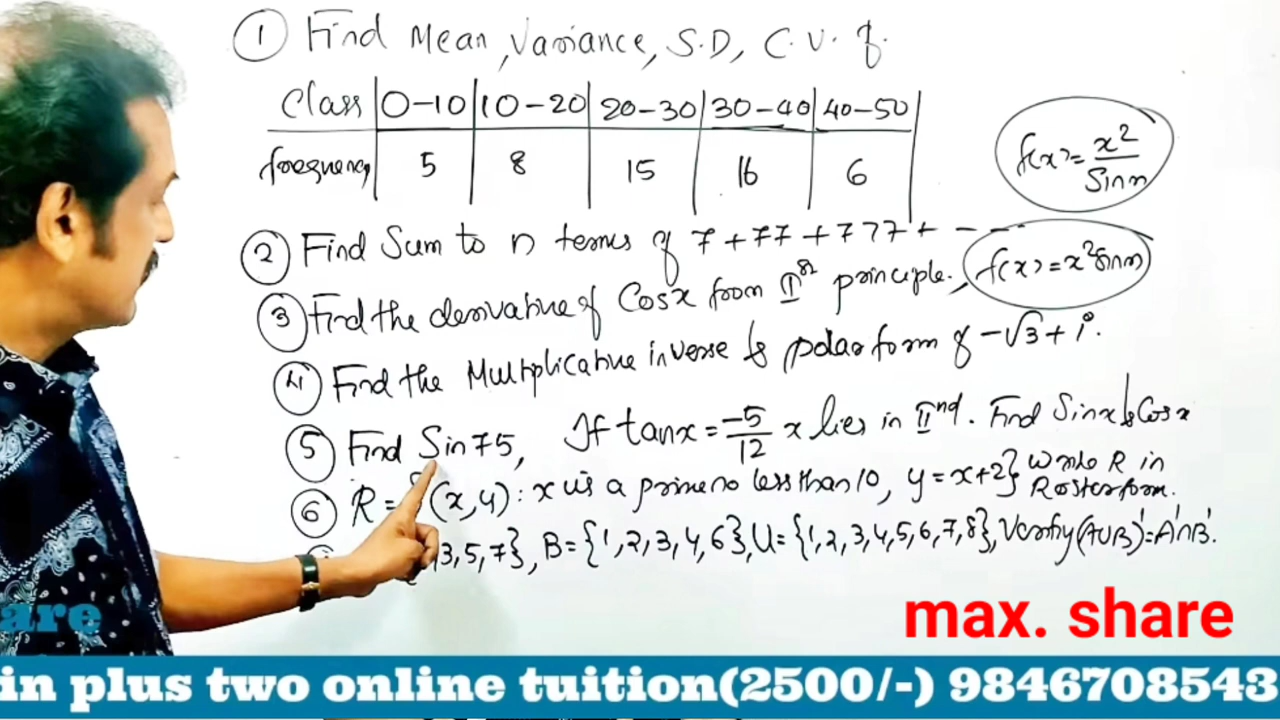 ① Find Mean, Variance, S.D, C.V. of.
Class | 0-10 | 10-20 | 20-30 | 30-40 | 40-50
frequency | 5 | 8 | 15 | 16 | 6
f(x) = x²/Sinx
② Find Sum to n terms of 7+77+777+ ----
③ Find the derivative of Cosx from Iˢᵗ principle., f(x) = x²Sinx
④ Find the Multiplicative inverse & polar form of -√3 + i.
⑤ Find Sin75, If tanx = -5/12 x lies in IInd. Find Sinx & Cosx
⑥ R = {(x,y): x is a prime no less than 10, y = x+2} Write R in Roster form.
3,5,7}, B = {1,2,3,4,6}, U = {1,2,3,4,5,6,7,8}, Verify (AUB)' = A'∩B'.
max. share
are
in plus two online tuition(2500/-) 9846708543